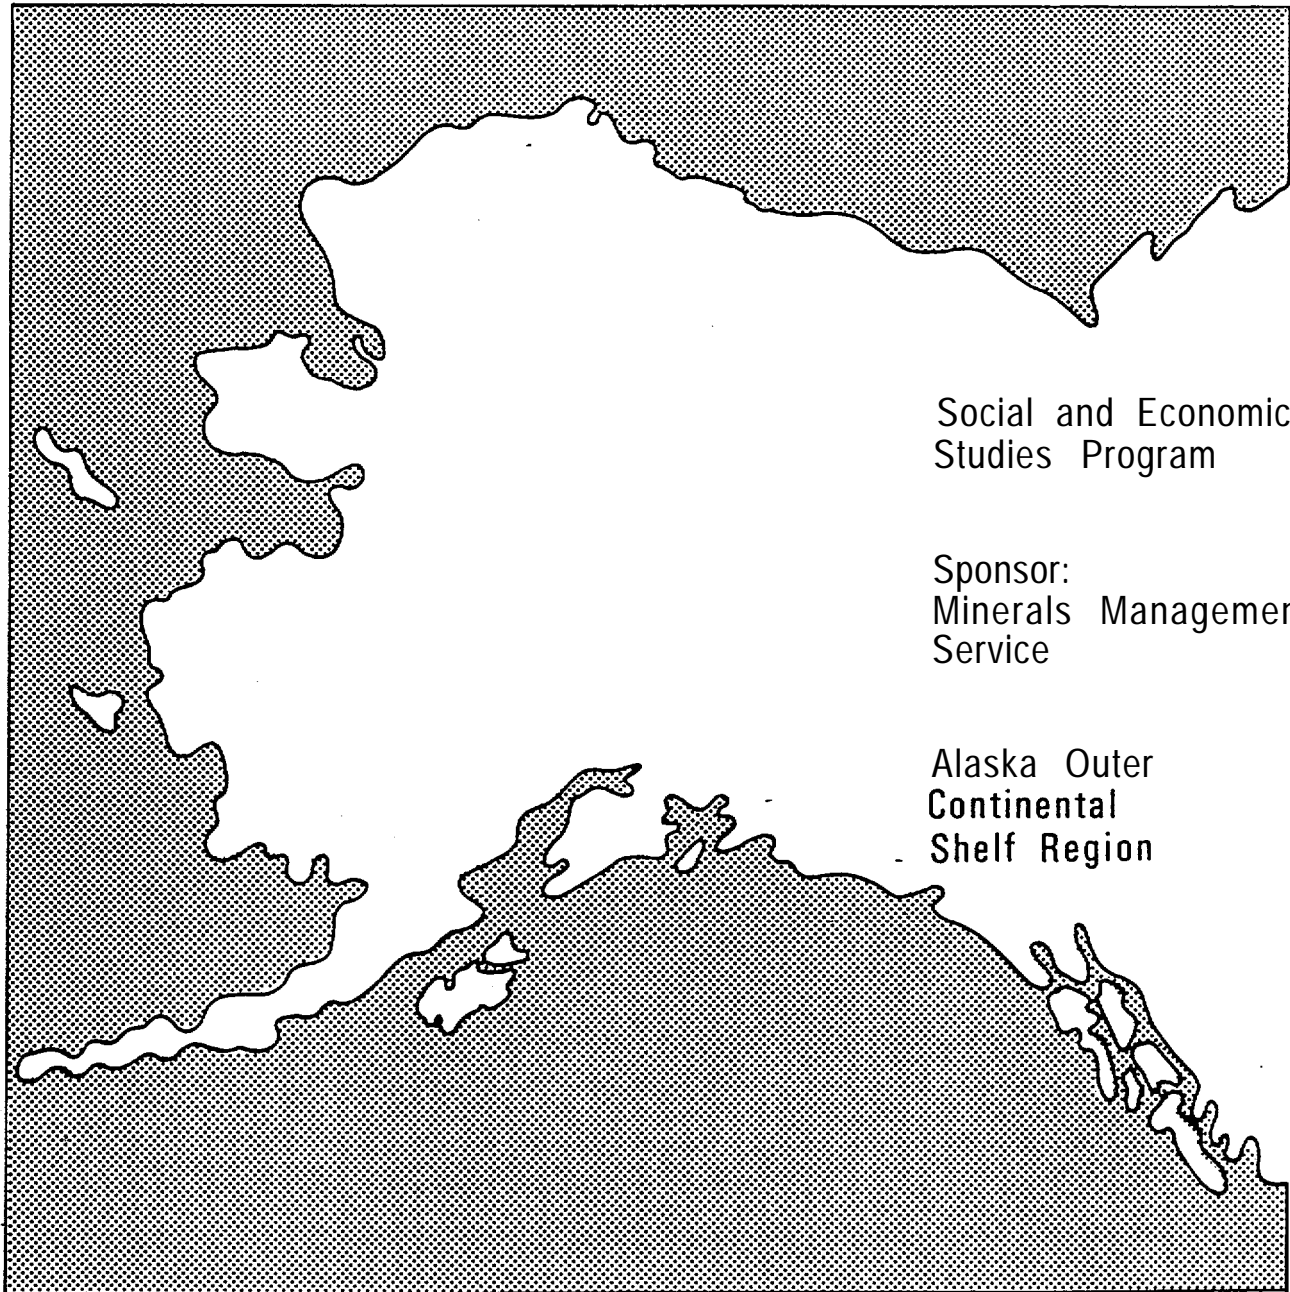 Social and Economic
Studies Program
Sponsor:
Minerals Managemen
Service
Alaska Outer
Continental
Shelf Region